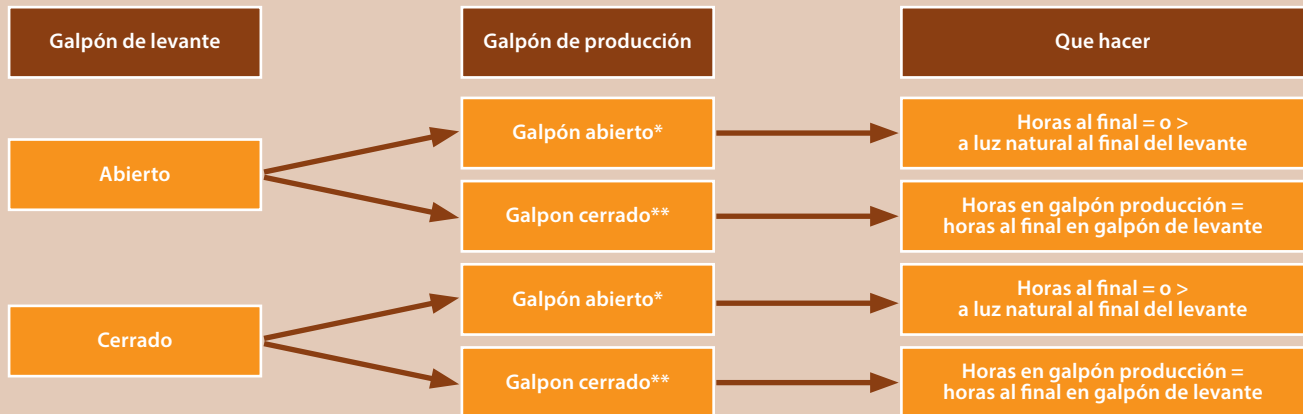 Galpón de levante
Galpón de producción
Que hacer
Abierto
Galpón abierto*
Horas al final = o >
a luz natural al final del levante
Galpon cerrado**
Horas en galpón producción =
horas al final en galpón de levante
Cerrado
Galpón abierto*
Horas al final = o >
a luz natural al final del levante
Galpon cerrado**
Horas en galpón producción =
horas al final en galpón de levante